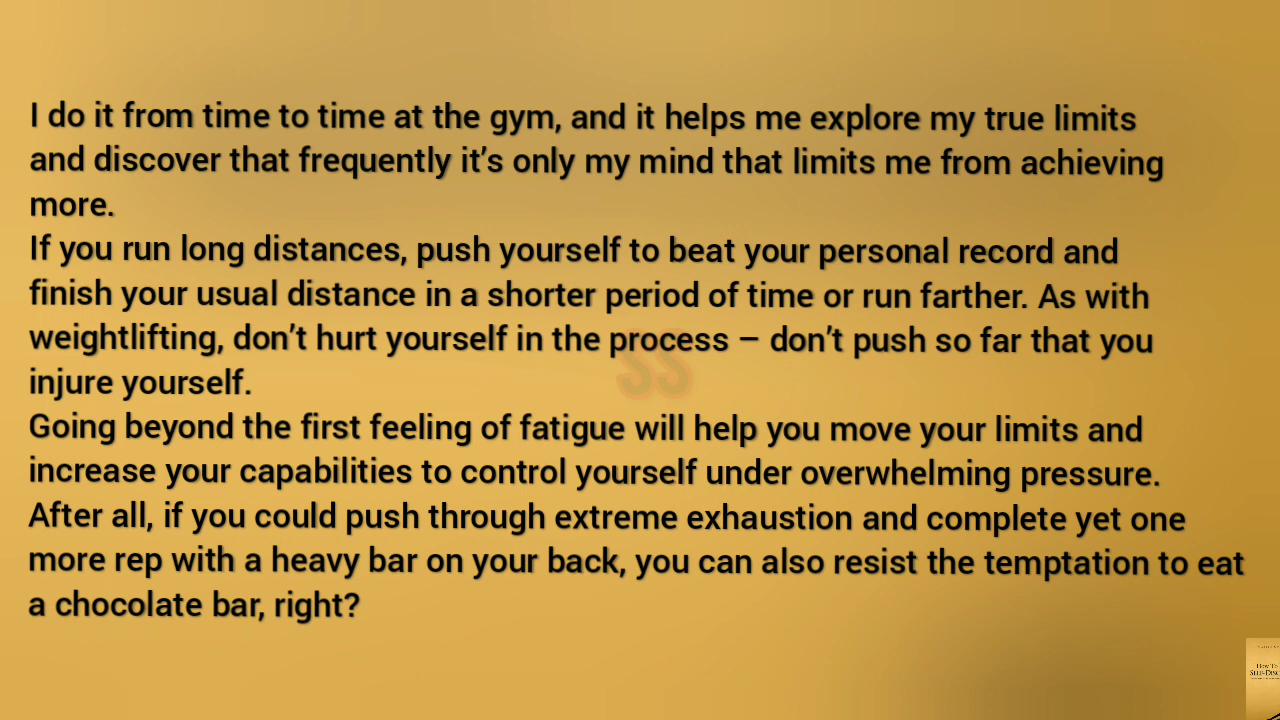 I do it from time to time at the gym, and it helps me explore my true limits
and discover that frequently it’s only my mind that limits me from achieving
more.
If you run long distances, push yourself to beat your personal record and
finish your usual distance in a shorter period of time or run farther. As with
weightlifting, don’t hurt yourself in the process – don’t push so far that you
injure yourself.
Going beyond the first feeling of fatigue will help you move your limits and
increase your capabilities to control yourself under overwhelming pressure.
After all, if you could push through extreme exhaustion and complete yet one
more rep with a heavy bar on your back, you can also resist the temptation to eat
a chocolate bar, right?
How To